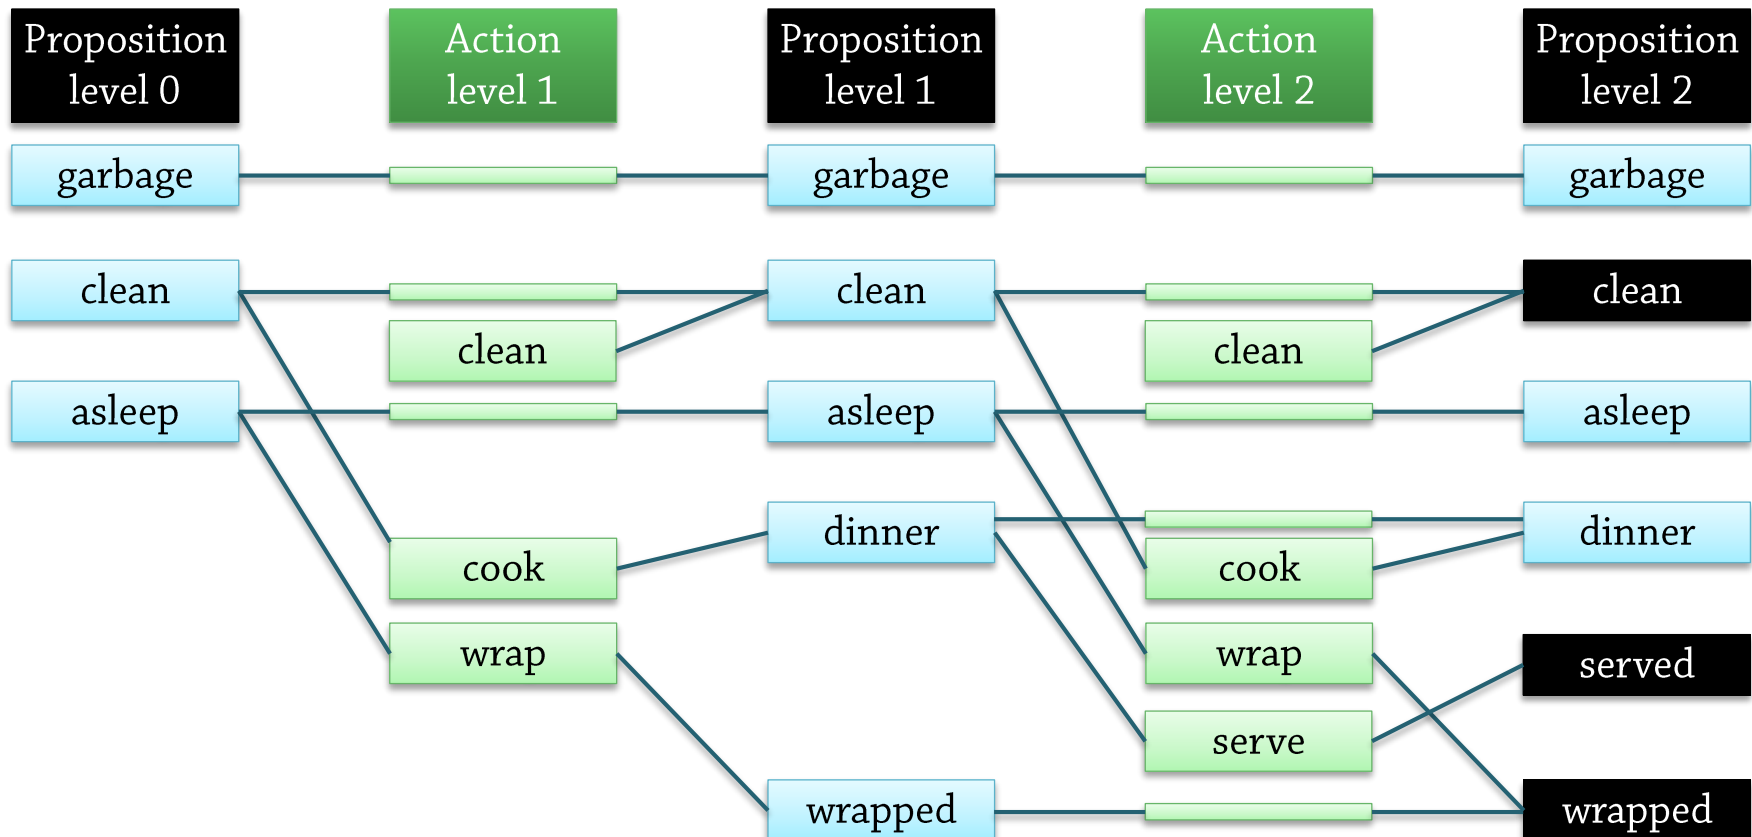 Proposition
level 0
Action
level 1
Proposition
level 1
Action
level 2
Proposition
level 2
garbage
garbage
garbage
clean
clean
clean
clean
clean
asleep
asleep
asleep
dinner
dinner
cook
cook
wrap
wrap
served
serve
wrapped
wrapped